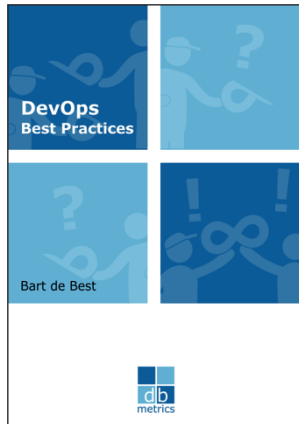 DevOps
Best Practices
?
?
! !
Bart de Best
db
metrics